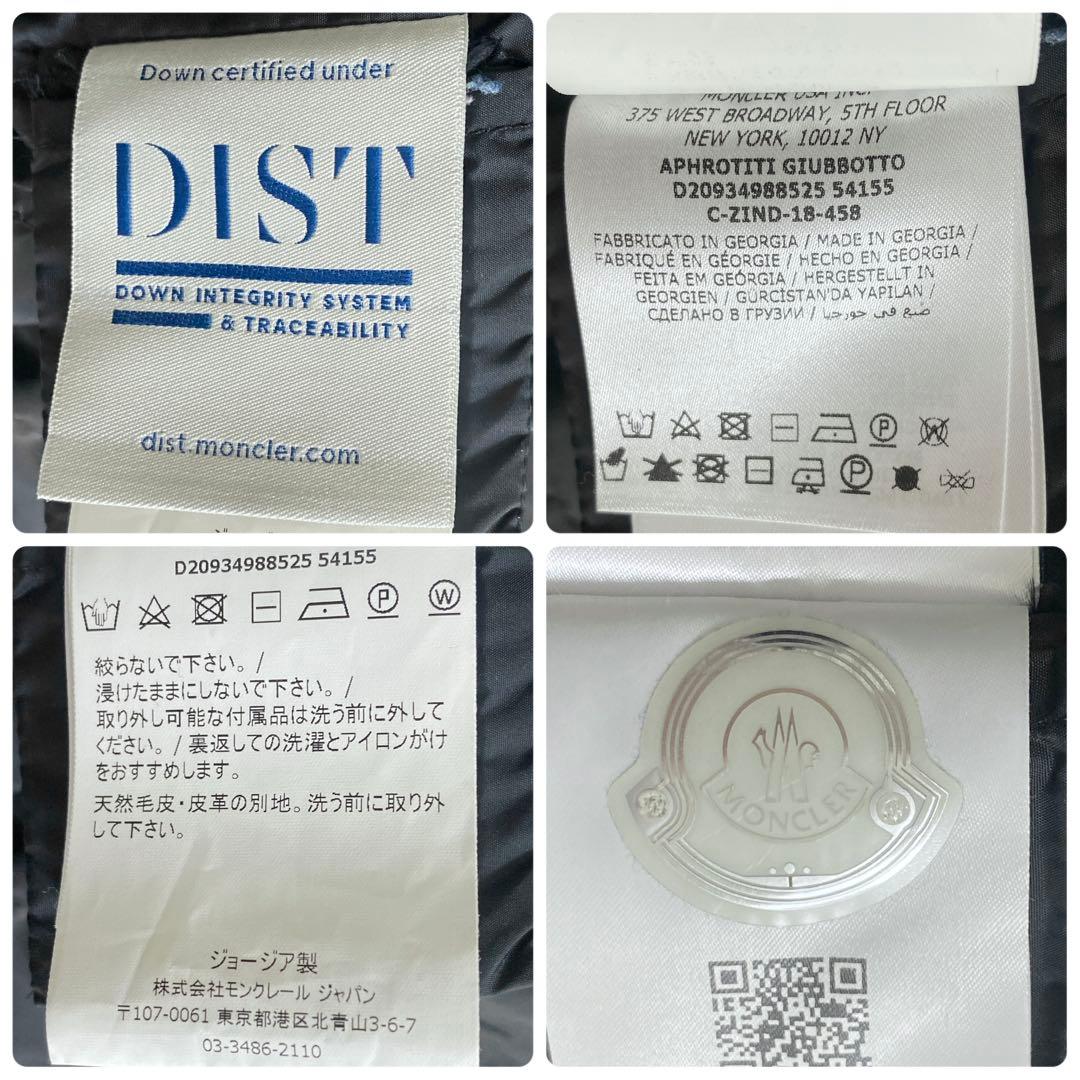 Down certified under
DIST
DOWN INTEGRITY SYSTEM
& TRACEABILITY
dist.moncler.com
MONCLER USA INC.
375 WEST BROADWAY, 5TH FLOOR
NEW YORK, 10012 NY
APHROTITI GIUBBOTTO
D20934988525 54155
C-ZIND-18-458
FABBRICATO IN GEORGIA / MADE IN GEORGIA /
FABRIQUÉ EN GÉORGIE / HECHO EN GEORGIA /
FEITA EM GEÓRGIA / HERGESTELLT IN
GEORGIEN / GÜRCİSTAN'DA YAPILAN /
СДЕЛАНО В ГРУЗИИ / صنع في جورجيا
P
W
P
D20934988525 54155
P
W
絞らないで下さい。/
浸けたままにしないで下さい。/
取り外し可能な付属品は洗う前に外して
ください。/ 裏返しての洗濯とアイロンがけ
をおすすめします。
天然毛皮・皮革の別地。洗う前に取り外
して下さい。
ジョージア製
株式会社モンクレール ジャパン
〒107-0061 東京都港区北青山3-6-7
03-3486-2110
MONCLER